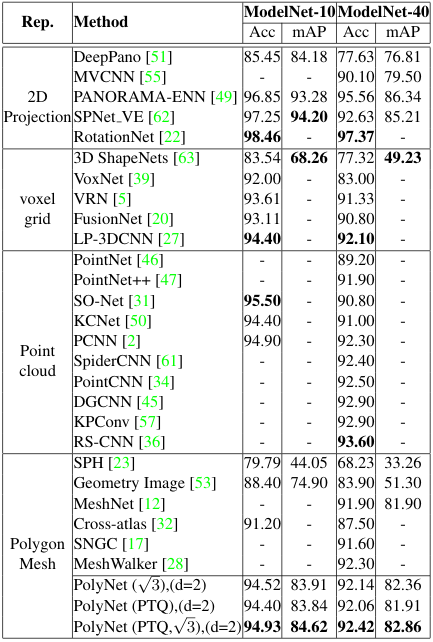 Rep. Method ModelNet-10 ModelNet-40
Acc mAP Acc mAP
2D Projection
DeepPano [51] 85.45 84.18 77.63 76.81
MVCNN [55] - - 90.10 79.50
PANORAMA-ENN [49] 96.85 93.28 95.56 86.34
SPNet_VE [62] 97.25 94.20 92.63 85.21
RotationNet [22] 98.46 - 97.37 -
voxel grid
3D ShapeNets [63] 83.54 68.26 77.32 49.23
VoxNet [39] 92.00 - 83.00 -
VRN [5] 93.61 - 91.33 -
FusionNet [20] 93.11 - 90.80 -
LP-3DCNN [27] 94.40 - 92.10 -
Point cloud
PointNet [46] - - 89.20 -
PointNet++ [47] - - 91.90 -
SO-Net [31] 95.50 - 90.80 -
KCNet [50] 94.40 - 91.00 -
PCNN [2] 94.90 - 92.30 -
SpiderCNN [61] - - 92.40 -
PointCNN [34] - - 92.50 -
DGCNN [45] - - 92.90 -
KPConv [57] - - 92.90 -
RS-CNN [36] - - 93.60 -
Polygon Mesh
SPH [23] 79.79 44.05 68.23 33.26
Geometry Image [53] 88.40 74.90 83.90 51.30
MeshNet [12] - - 91.90 81.90
Cross-atlas [32] 91.20 - 87.50 -
SNGC [17] - - 91.60 -
MeshWalker [28] - - 92.30 -
PolyNet (√3),(d=2) 94.52 83.91 92.14 82.36
PolyNet (PTQ),(d=2) 94.40 83.84 92.06 81.91
PolyNet (PTQ,√3),(d=2) 94.93 84.62 92.42 82.86